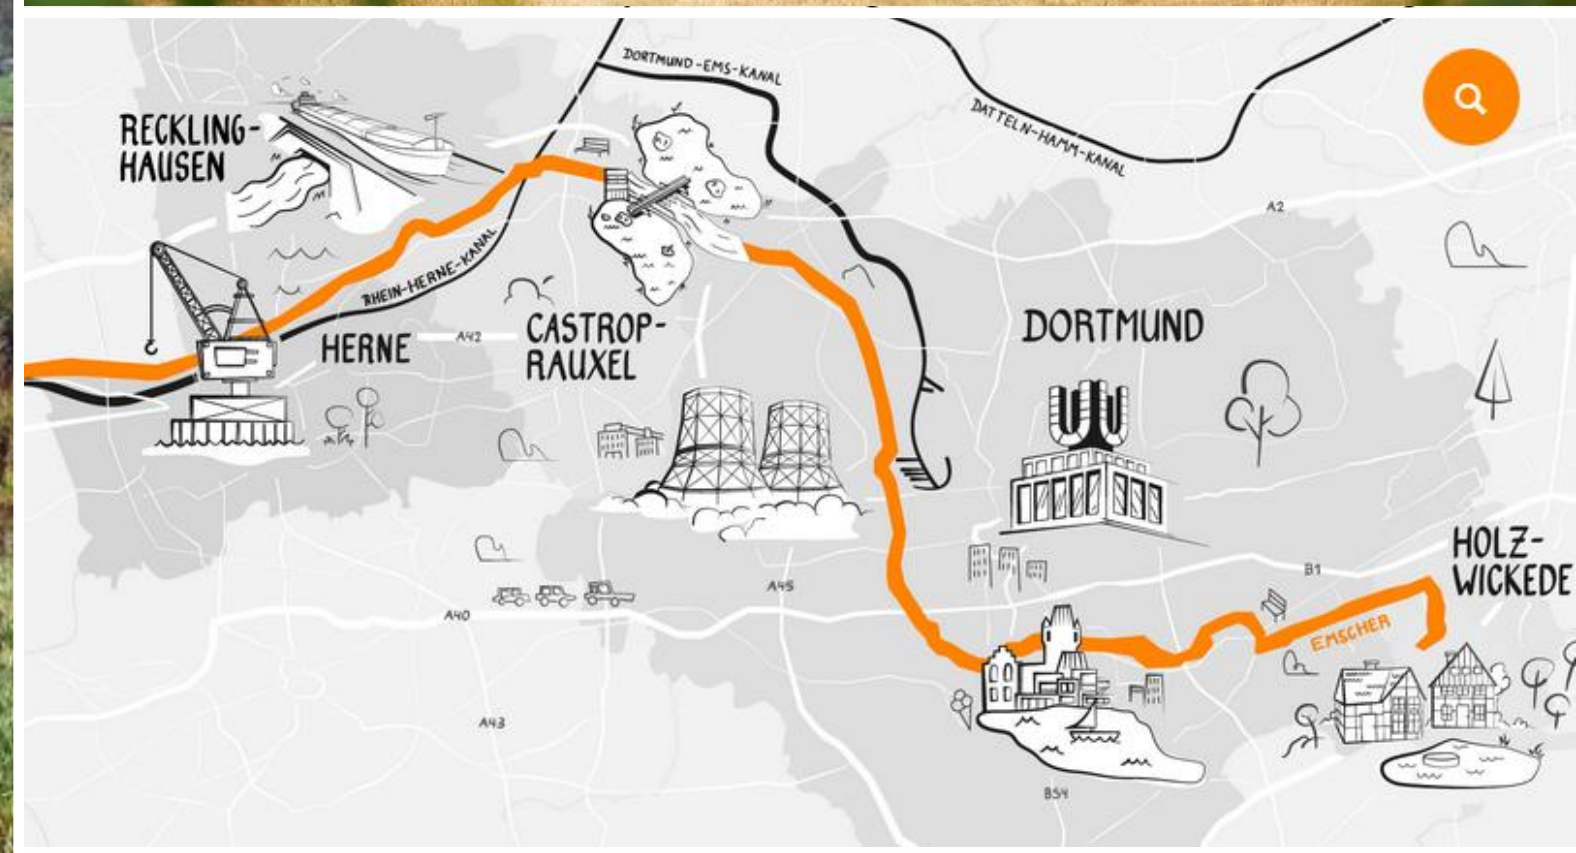 DORTMUND-EMS-KANAL
DATTELN-HAMM-KANAL
RECKLING-
HAUSEN
A2
RHEIN-HERNE-KANAL
HERNE
A42
CASTROP-
RAUXEL
DORTMUND
HOLZ-
WICKEDE
B1
A45
A40
EMSCHER
A43
B54